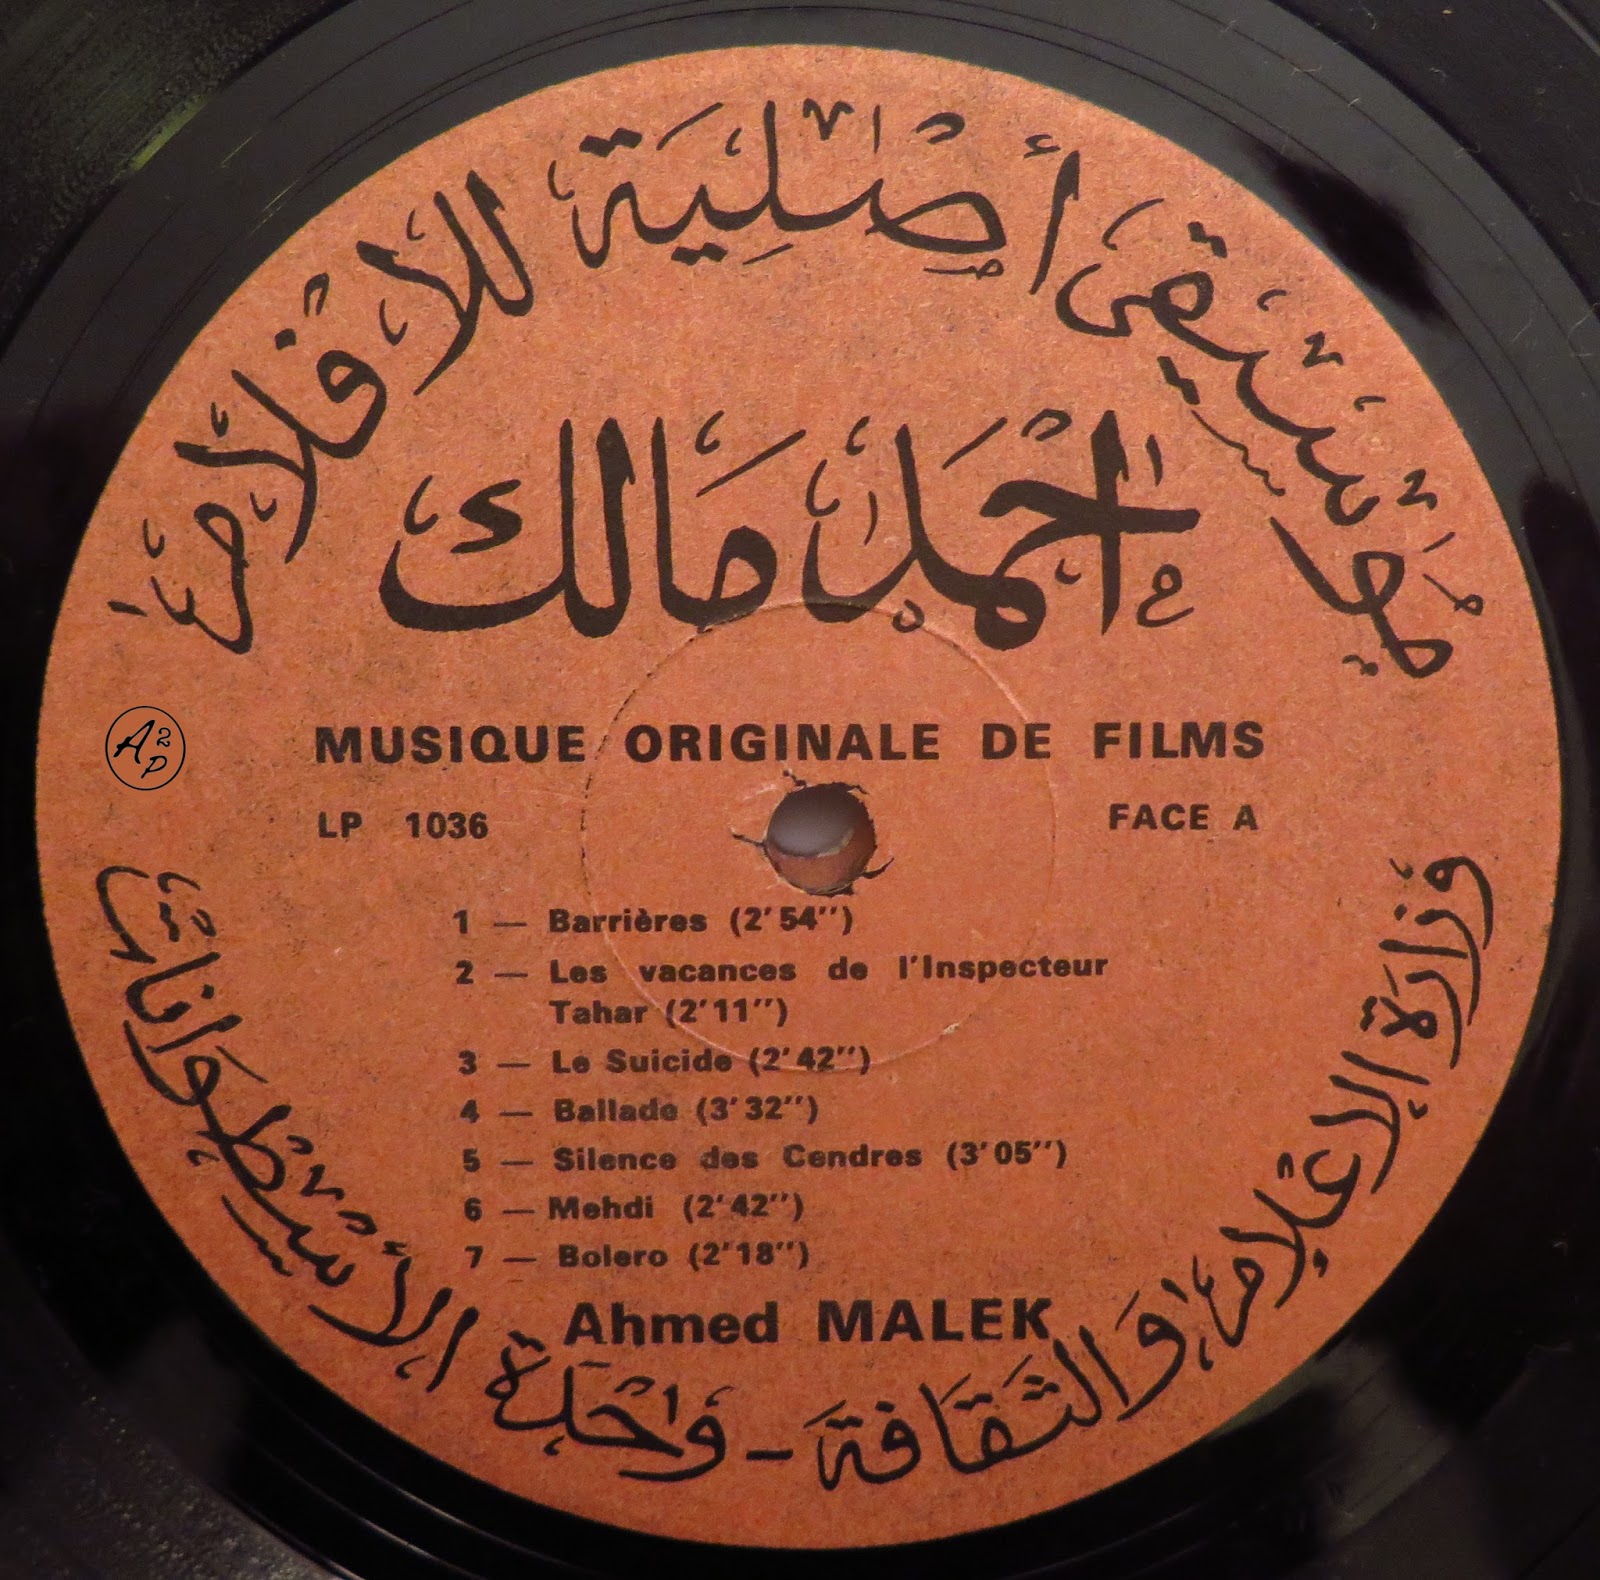 موسيقى أصلية للأفلام
احمد مالك
A2P
MUSIQUE ORIGINALE DE FILMS
LP 1036
FACE A
1 — Barrières (2'54'')
2 — Les vacances de l'Inspecteur
Tahar (2'11'')
3 — Le Suicide (2'42'')
4 — Ballade (3'32'')
5 — Silence des Cendres (3'05'')
6 — Mehdi (2'42'')
7 — Bolero (2'18'')
Ahmed MALEK
وزارة الإعلام والثقافة - وحدة الأسطوانات